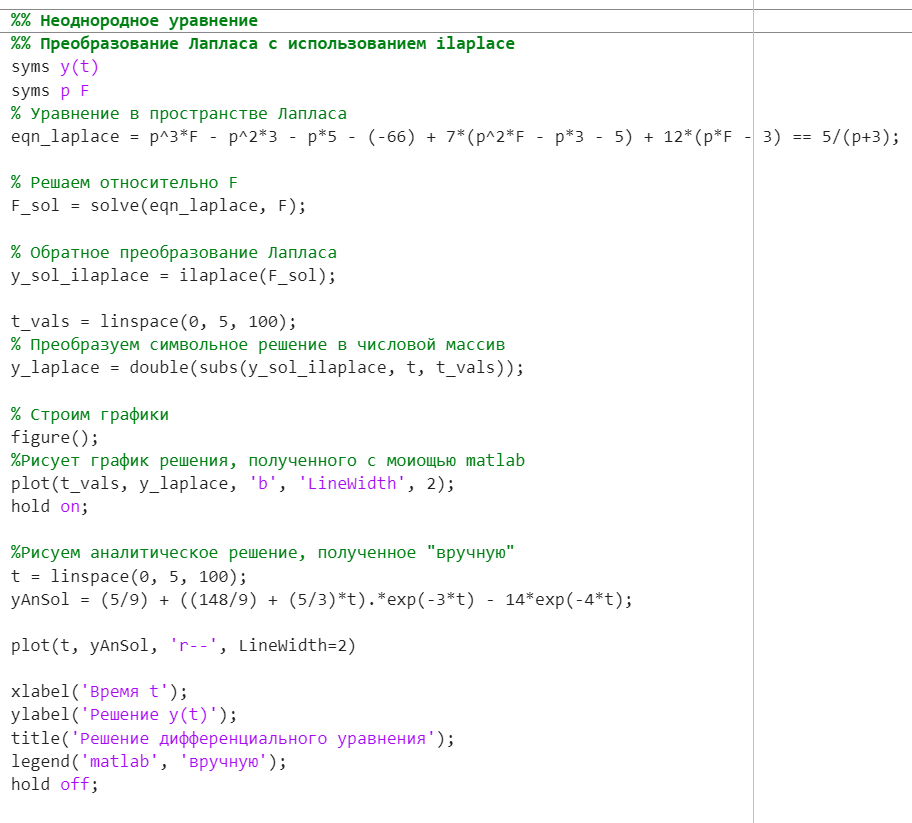 %% Неоднородное уравнение
%% Преобразование Лапласа с использованием ilaplace
syms y(t)
syms p F
% Уравнение в пространстве Лапласа
eqn_laplace = p^3*F - p^2*3 - p*5 - (-66) + 7*(p^2*F - p*3 - 5) + 12*(p*F - 3) == 5/(p+3);
% Решаем относительно F
F_sol = solve(eqn_laplace, F);
% Обратное преобразование Лапласа
y_sol_ilaplace = ilaplace(F_sol);
t_vals = linspace(0, 5, 100);
% Преобразуем символьное решение в числовой массив
y_laplace = double(subs(y_sol_ilaplace, t, t_vals));
% Строим графики
figure();
%Рисует график решения, полученного с моиощью matlab
plot(t_vals, y_laplace, 'b', 'LineWidth', 2);
hold on;
%Рисуем аналитическое решение, полученное "вручную"
t = linspace(0, 5, 100);
yAnSol = (5/9) + ((148/9) + (5/3)*t).*exp(-3*t) - 14*exp(-4*t);
plot(t, yAnSol, 'r--', LineWidth=2)
xlabel('Время t');
ylabel('Решение y(t)');
title('Решение дифференциального уравнения');
legend('matlab', 'вручную');
hold off;